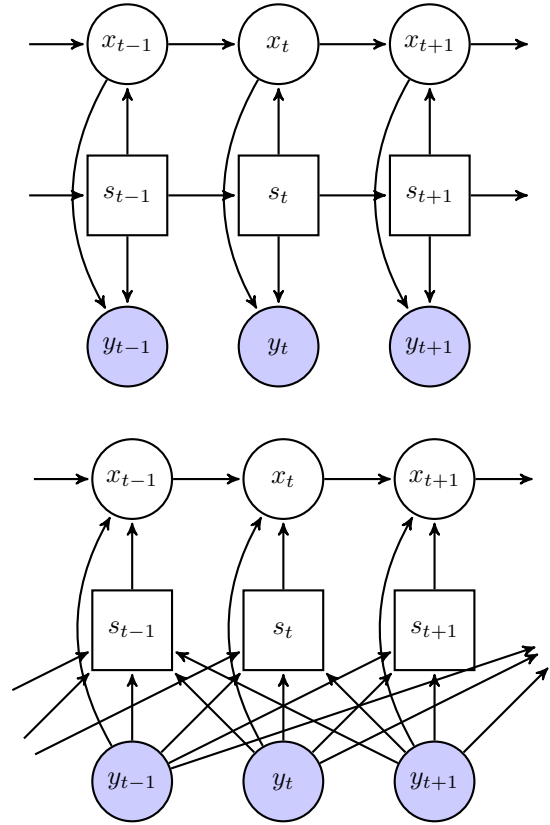 x_{t-1} x_t x_{t+1}
s_{t-1} s_t s_{t+1}
y_{t-1} y_t y_{t+1}
x_{t-1} x_t x_{t+1}
s_{t-1} s_t s_{t+1}
y_{t-1} y_t y_{t+1}